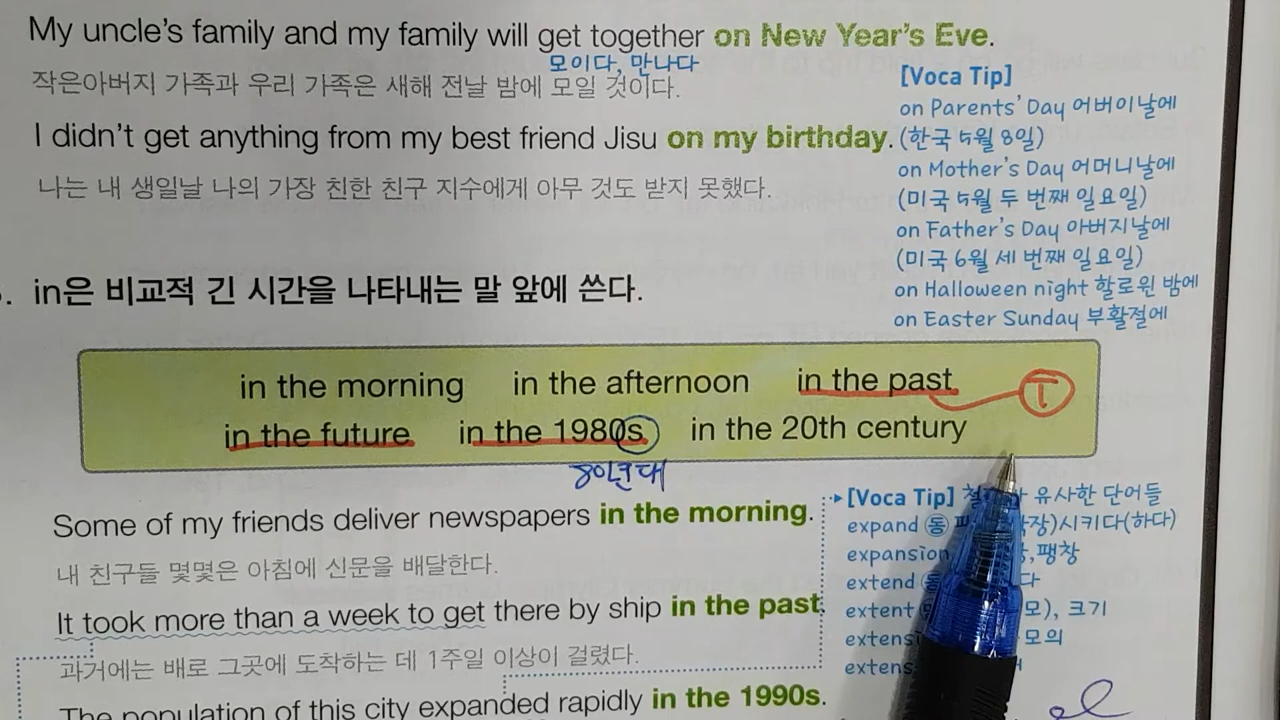 My uncle's family and my family will get together on New Year's Eve.
모이다, 만나다
작은아버지 가족과 우리 가족은 새해 전날 밤에 모일 것이다.
I didn't get anything from my best friend Jisu on my birthday.
나는 내 생일날 나의 가장 친한 친구 지수에게 아무 것도 받지 못했다.
[Voca Tip]
on Parents' Day 어버이날에
(한국 5월 8일)
on Mother's Day 어머니날에
(미국 5월 두 번째 일요일)
on Father's Day 아버지날에
(미국 6월 세 번째 일요일)
on Halloween night 할로윈 밤에
on Easter Sunday 부활절에
. in은 비교적 긴 시간을 나타내는 말 앞에 쓴다.
in the morning in the afternoon in the past T
in the future in the 1980s in the 20th century
80년대
Some of my friends deliver newspapers in the morning.
내 친구들 몇몇은 아침에 신문을 배달한다.
It took more than a week to get there by ship in the past.
과거에는 배로 그곳에 도착하는 데 1주일 이상이 걸렸다.
The population of this city expanded rapidly in the 1990s.
[Voca Tip] 유사한 단어들
expand 동 시키다(하다)
expansion 팽창
extend
extent 크기